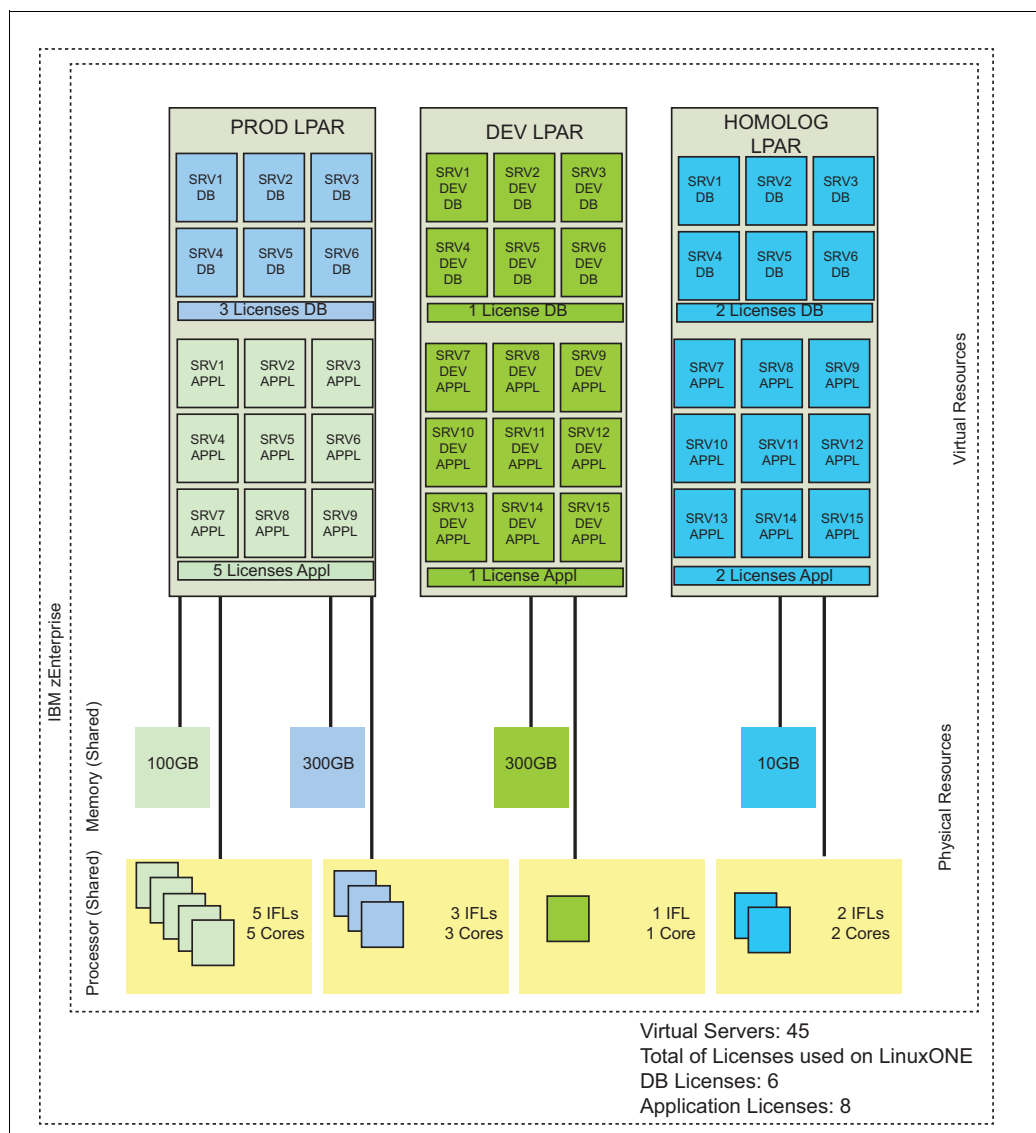 PROD LPAR
SRV1
DB
SRV2
DB
SRV3
DB
SRV4
DB
SRV5
DB
SRV6
DB
3 Licenses DB
SRV1
APPL
SRV2
APPL
SRV3
APPL
SRV4
APPL
SRV5
APPL
SRV6
APPL
SRV7
APPL
SRV8
APPL
SRV9
APPL
5 Licenses Appl
DEV LPAR
SRV1
DEV
DB
SRV2
DEV
DB
SRV3
DEV
DB
SRV4
DEV
DB
SRV5
DEV
DB
SRV6
DEV
DB
1 License DB
SRV7
DEV
APPL
SRV8
DEV
APPL
SRV9
DEV
APPL
SRV10
DEV
APPL
SRV11
DEV
APPL
SRV12
DEV
APPL
SRV13
DEV
APPL
SRV14
DEV
APPL
SRV15
DEV
APPL
1 License Appl
HOMOLOG
LPAR
SRV1
DB
SRV2
DB
SRV3
DB
SRV4
DB
SRV5
DB
SRV6
DB
2 Licenses DB
SRV7
APPL
SRV8
APPL
SRV9
APPL
SRV10
APPL
SRV11
APPL
SRV12
APPL
SRV13
APPL
SRV14
APPL
SRV15
APPL
2 Licenses Appl
Virtual Resources
IBM zEnterprise
Memory (Shared)
100GB
300GB
300GB
10GB
Physical Resources
Processor (Shared)
5 IFLs
5 Cores
3 IFLs
3 Cores
1 IFL
1 Core
2 IFLs
2 Cores
Virtual Servers: 45
Total of Licenses used on LinuxONE
DB Licenses: 6
Application Licenses: 8